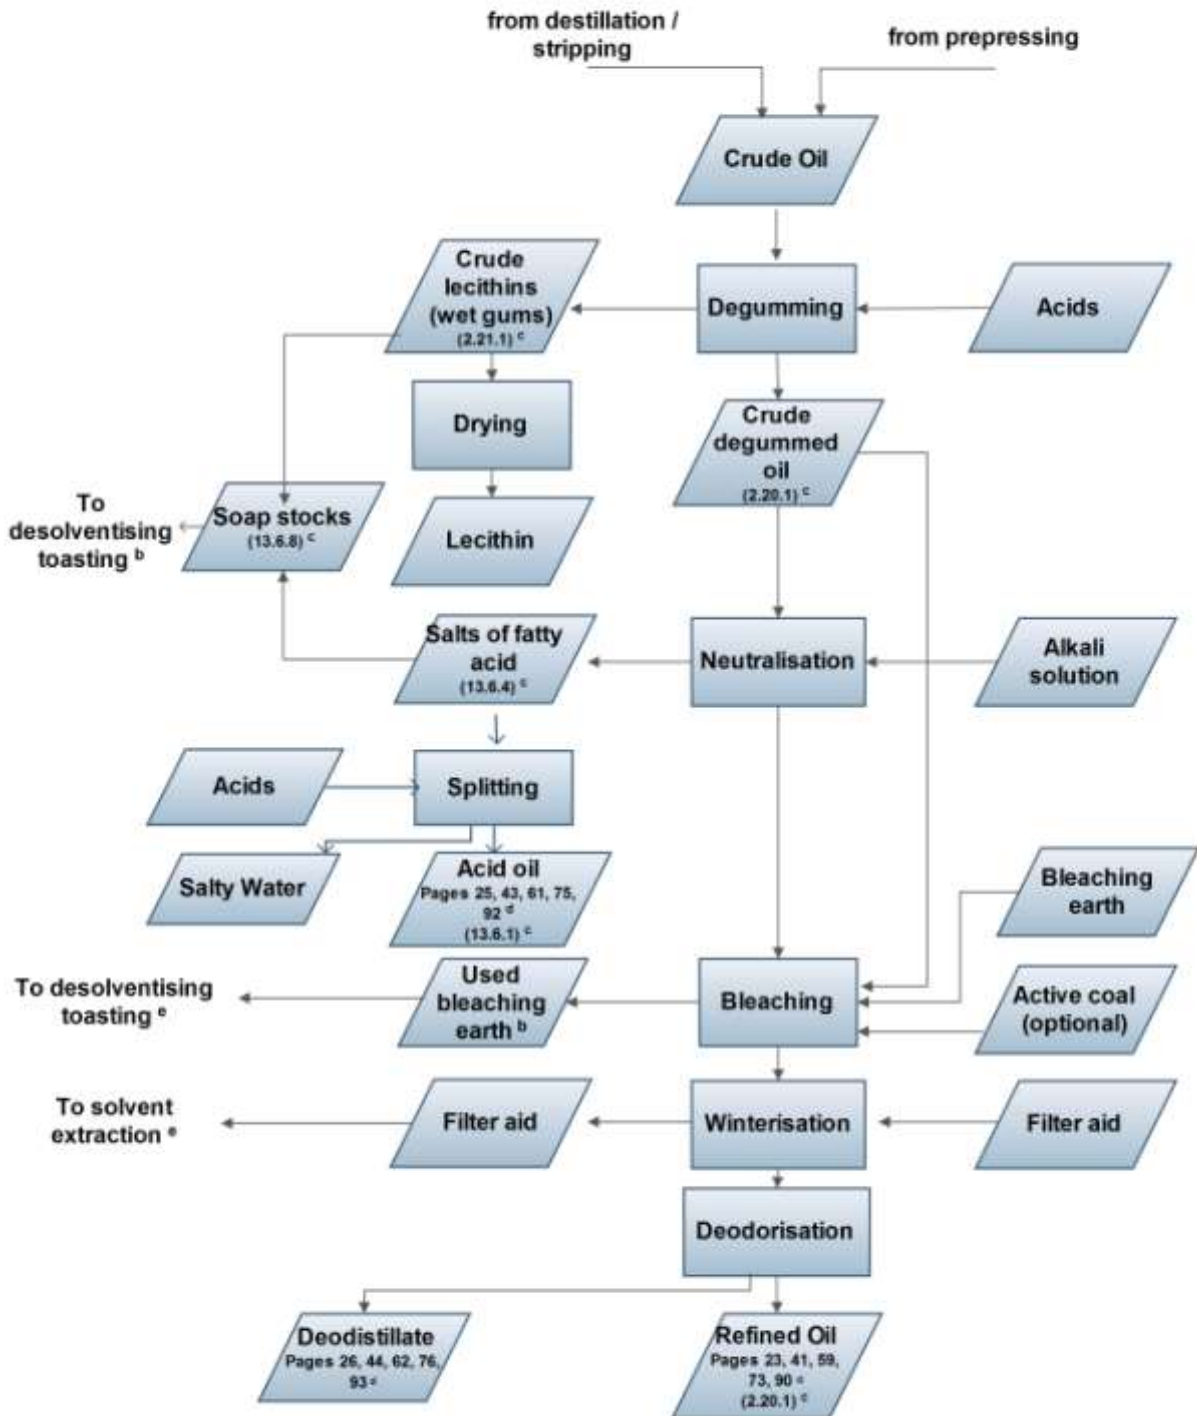 from destillation /
stripping
from prepressing
Crude Oil
Crude
lecithins
(wet gums)
(2.21.1) c
Degumming
Acids
Drying
Crude
degummed
oil
(2.20.1) c
To
desolventising
toasting b
Soap stocks
(13.6.8) c
Lecithin
Salts of fatty
acid
(13.6.4) c
Neutralisation
Alkali
solution
Acids
Splitting
Salty Water
Acid oil
Pages 25, 43, 61, 75,
92 d
(13.6.1) c
Bleaching
earth
To desolventising
toasting e
Used
bleaching
earth b
Bleaching
Active coal
(optional)
To solvent
extraction e
Filter aid
Winterisation
Filter aid
Deodorisation
Deodistillate
Pages 26, 44, 62, 76,
93 d
Refined Oil
Pages 23, 41, 59,
73, 90 d
(2.20.1) c